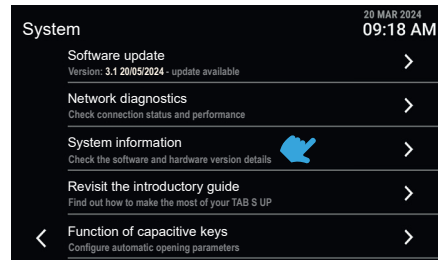 20 MAR 2024
System 09:18 AM
Software update
Version: 3.1 20/05/2024 - update available
Network diagnostics
Check connection status and performance
System information
Check the software and hardware version details
Revisit the introductory guide
Find out how to make the most of your TAB S UP
Function of capacitive keys
Configure automatic opening parameters